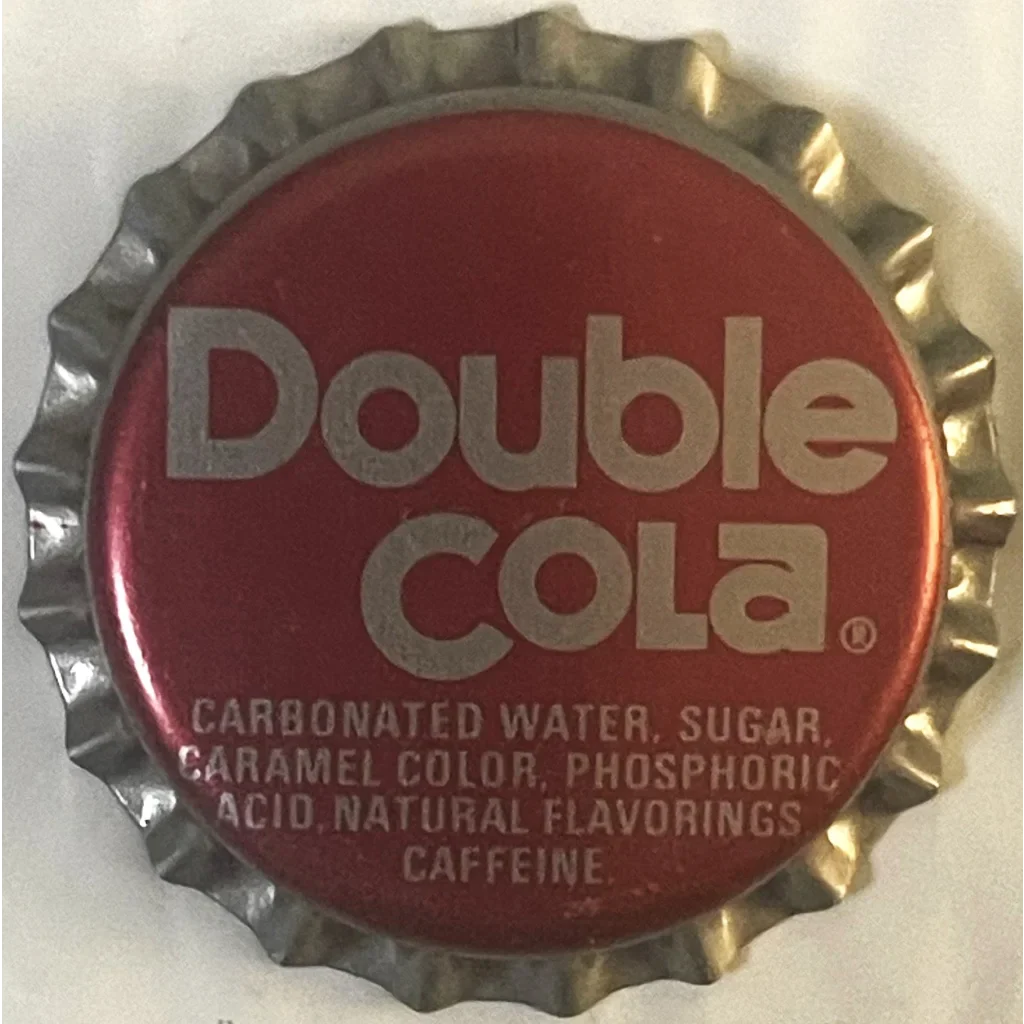 Double
COLa®
CARBONATED WATER, SUGAR,
CARAMEL COLOR, PHOSPHORIC
ACID, NATURAL FLAVORINGS
CAFFEINE.